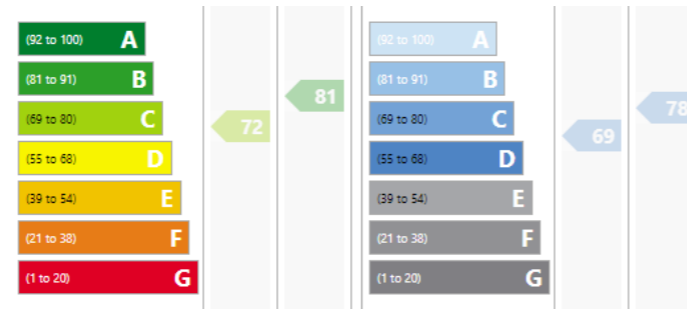 (92 to 100) A
(81 to 91) B
(69 to 80) C
(55 to 68) D
(39 to 54) E
(21 to 38) F
(1 to 20) G
72
81
(92 to 100) A
(81 to 91) B
(69 to 80) C
(55 to 68) D
(39 to 54) E
(21 to 38) F
(1 to 20) G
69
78